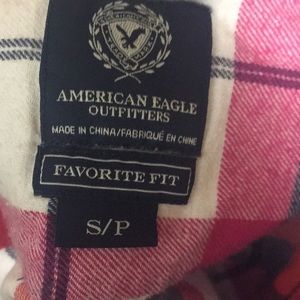 AMERICAN EAGLE
OUTFITTERS
MADE IN CHINA/FABRIQUÉ EN CHINE
FAVORITE FIT
S/P